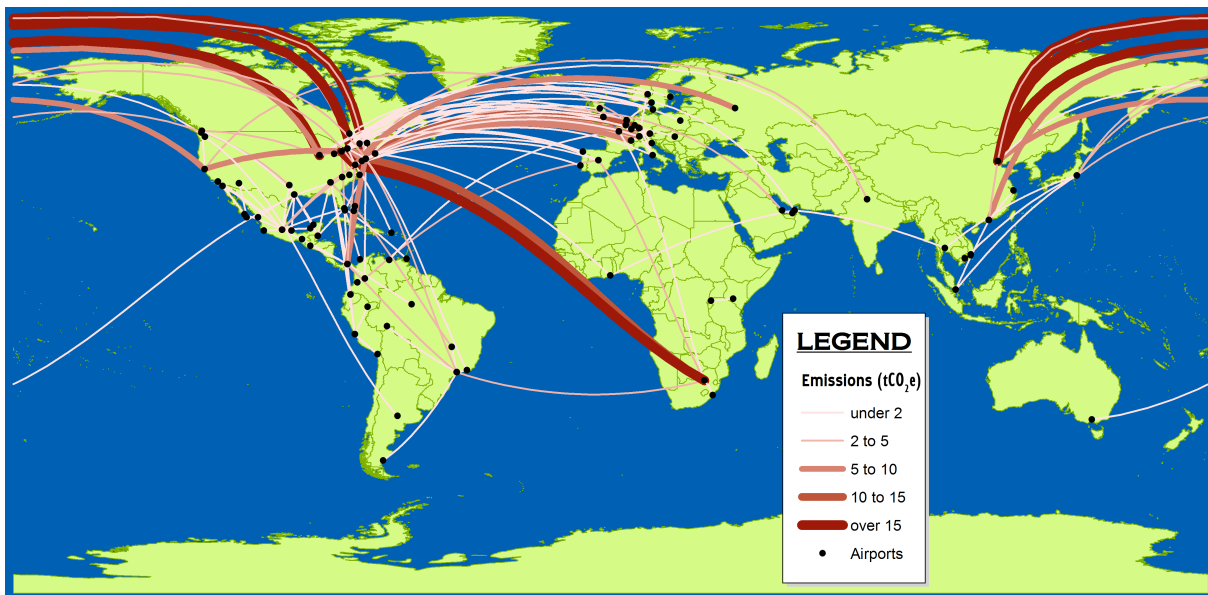 LEGEND
Emissions (tCO₂e)
under 2
2 to 5
5 to 10
10 to 15
over 15
Airports